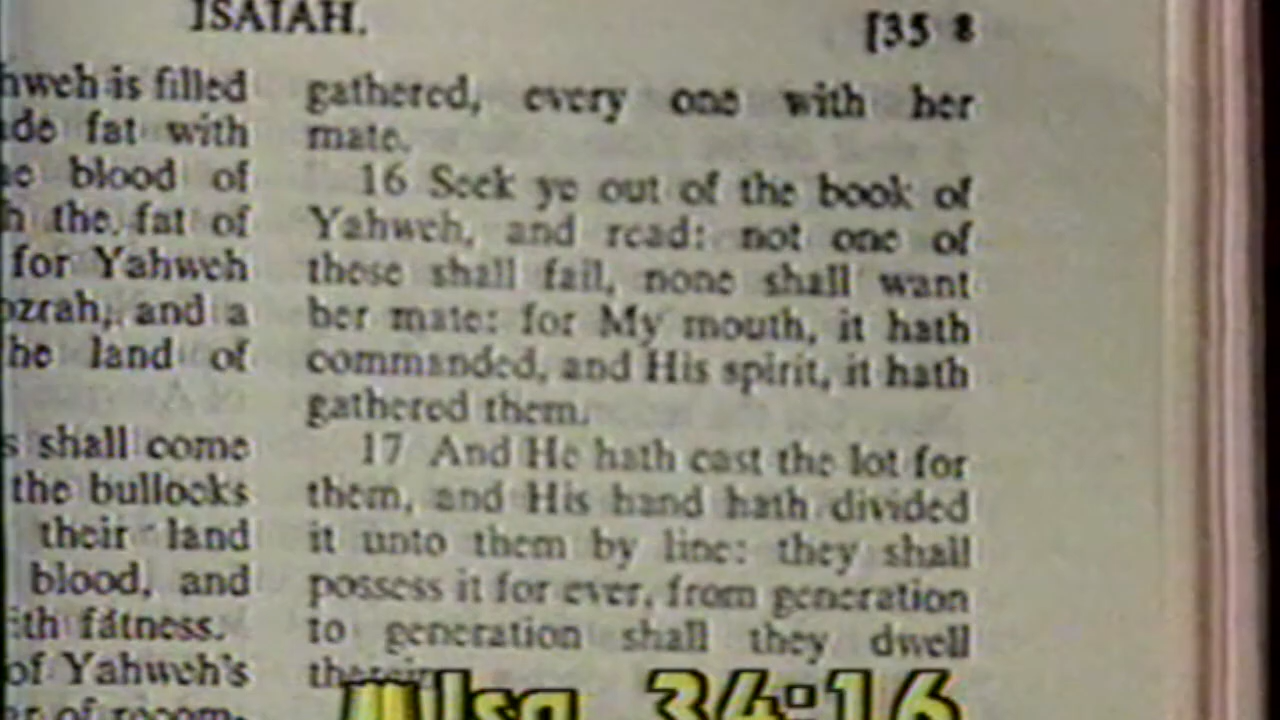 ISAIAH.
[35 8
hweh is filled
de fat with
e blood of
h the fat of
for Yahweh
ozrah, and a
he land of
s shall come
the bullocks
their land
blood, and
ith fatness.
of Yahweh's
gathered, every one with her
mate.
16 Seek ye out of the book of
Yahweh, and read: not one of
these shall fail, none shall want
her mate: for My mouth, it hath
commanded, and His spirit, it hath
gathered them.
17 And He hath cast the lot for
them, and His hand hath divided
it unto them by line: they shall
possess it for ever, from generation
to generation shall they dwell
therein
Isa 34:16